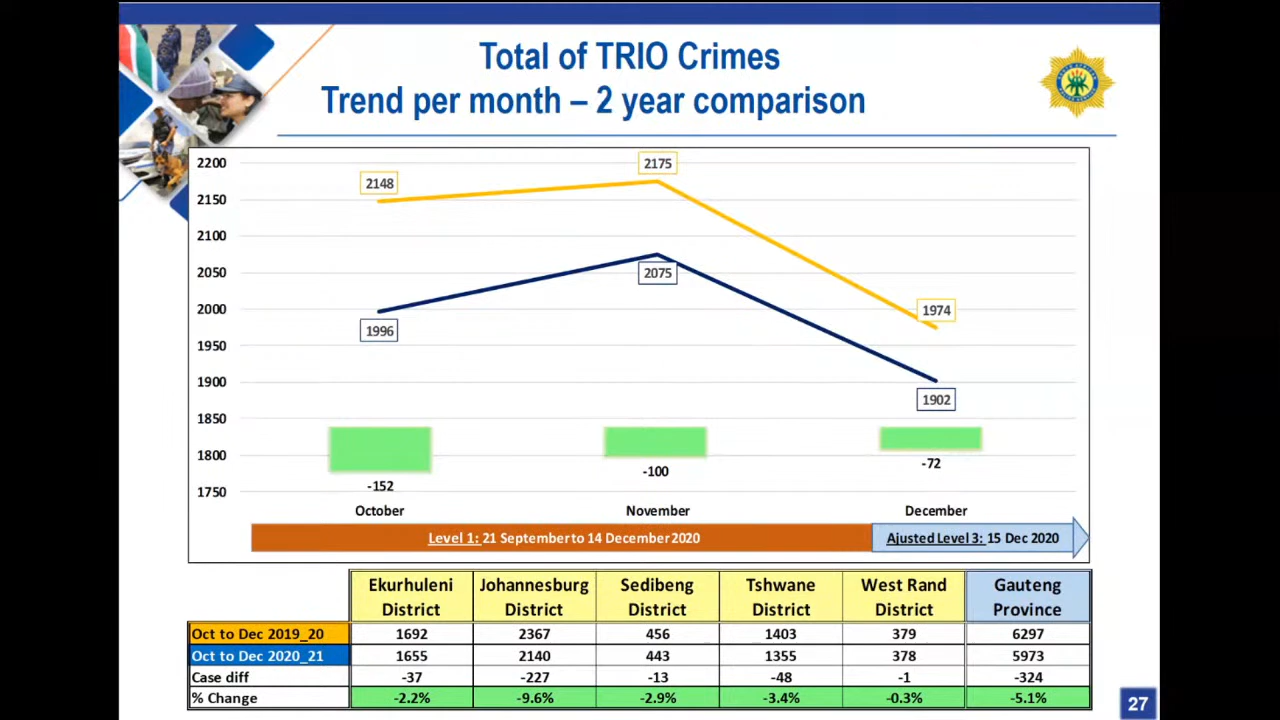 Total of TRIO Crimes
Trend per month – 2 year comparison
2200
2150
2100
2050
2000
1950
1900
1850
1800
1750
2148
2175
1974
1996
2075
1902
-152
-100
-72
October November December
Level 1: 21 September to 14 December 2020 Ajusted Level 3: 15 Dec 2020
Ekurhuleni Johannesburg Sedibeng Tshwane West Rand Gauteng
District District District District District Province
Oct to Dec 2019_20 1692 2367 456 1403 379 6297
Oct to Dec 2020_21 1655 2140 443 1355 378 5973
Case diff -37 -227 -13 -48 -1 -324
% Change -2.2% -9.6% -2.9% -3.4% -0.3% -5.1%
27